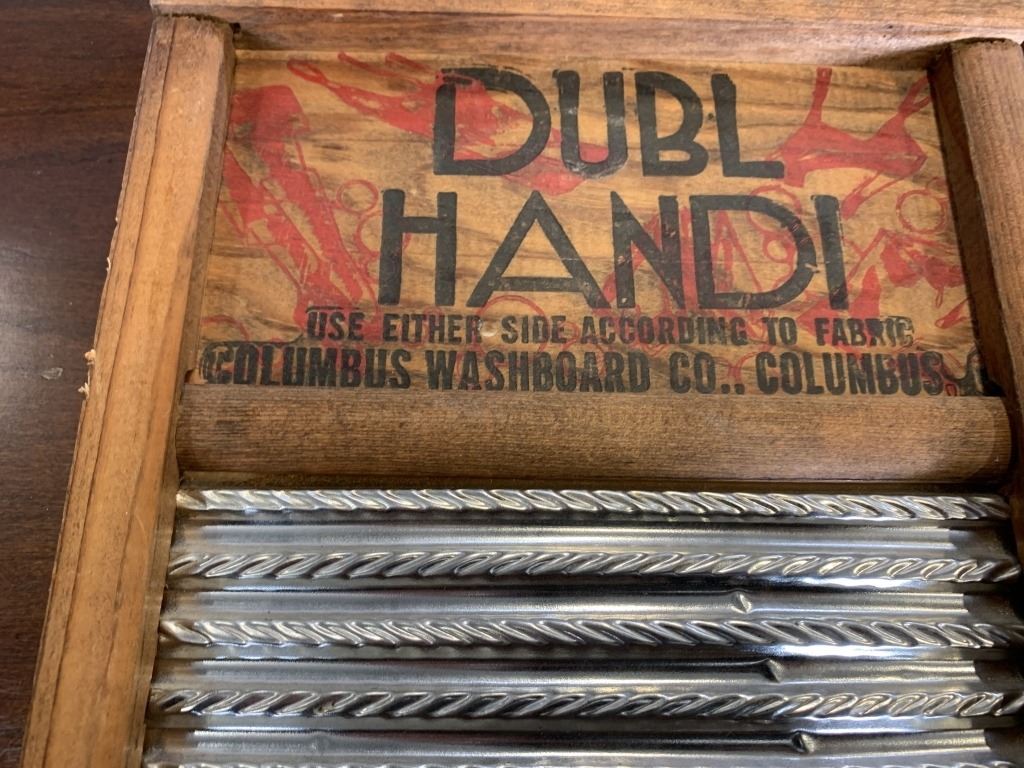 DUBL
HANDI
USE EITHER SIDE ACCORDING TO FABRIC
COLUMBUS WASHBOARD CO., COLUMBUS,